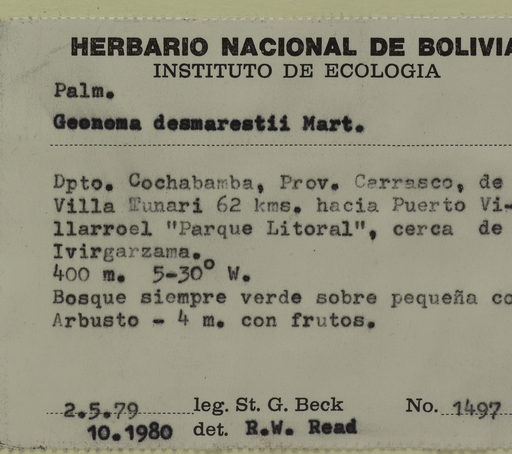 HERBARIO NACIONAL DE BOLIVIA
INSTITUTO DE ECOLOGIA
Palm.
Geonoma desmarestii Mart.
Dpto. Cochabamba, Prov. Carrasco, de
Villa Tunari 62 kms. hacia Puerto Vi-
llarroel "Parque Litoral", cerca de
Ivirgarzama.
400 m. 5-30° W.
Bosque siempre verde sobre pequeña co
Arbusto - 4 m. con frutos.
2.5.79 leg. St. G. Beck No. 1497
10.1980 det. R.W. Read